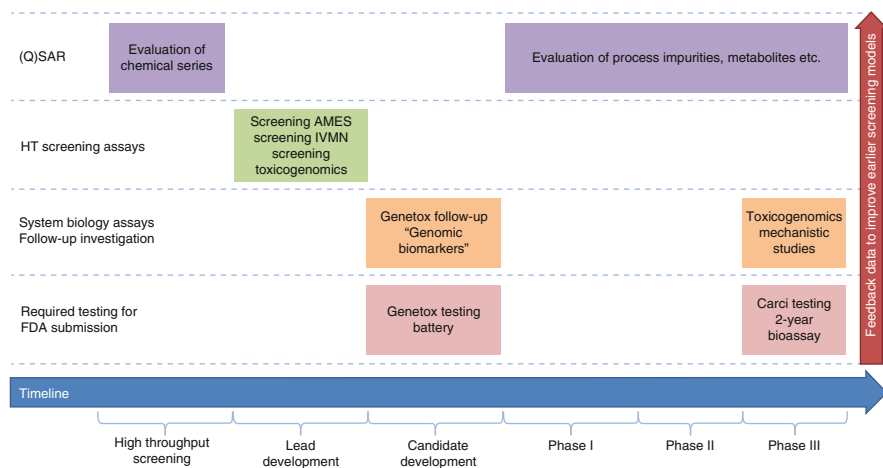 (Q)SAR
Evaluation of
chemical series
Evaluation of process impurities, metabolites etc.
HT screening assays
Screening AMES
screening IVMN
screening
toxicogenomics
System biology assays
Follow-up investigation
Genetox follow-up
“Genomic
biomarkers”
Toxicogenomics
mechanistic
studies
Required testing for
FDA submission
Genetox testing
battery
Carci testing
2-year
bioassay
Feedback data to improve earlier screening models
Timeline
High throughput
screening
Lead
development
Candidate
development
Phase I
Phase II
Phase III